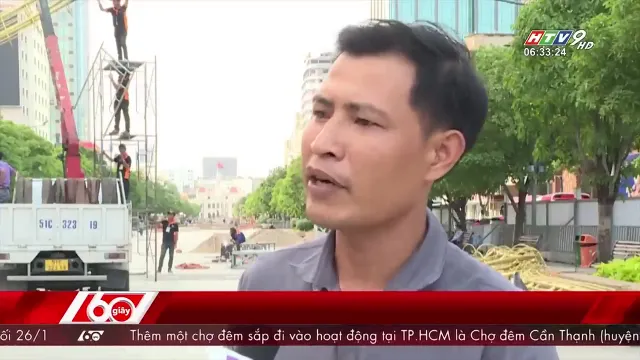 HTV9 HD
06:33:24
51C 323 19
60 giây
ối 26/1 60s Thêm một chợ đêm sắp đi vào hoạt động tại TP.HCM là Chợ đêm Cần Thạnh (huyện